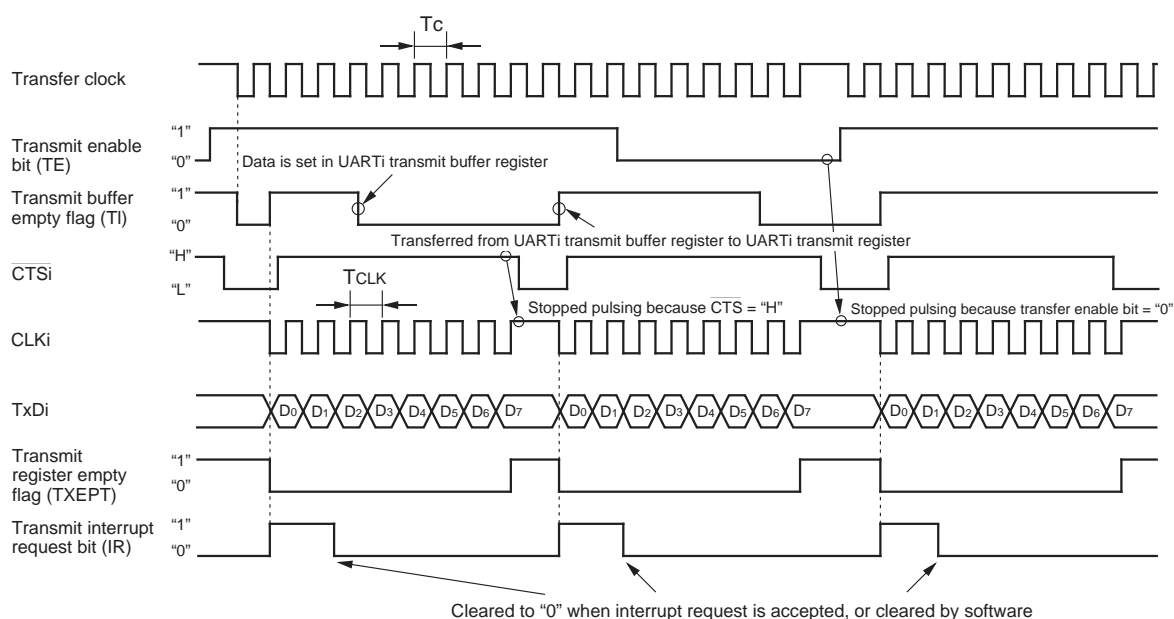 Tc
Transfer clock
Transmit enable
bit (TE)
“1”
“0”
Data is set in UARTi transmit buffer register
Transmit buffer
empty flag (TI)
“1”
“0”
Transferred from UARTi transmit buffer register to UARTi transmit register
CTSi
“H”
“L”
TCLK
Stopped pulsing because CTS = “H”
Stopped pulsing because transfer enable bit = “0”
CLKi
TxDi
D0 D1 D2 D3 D4 D5 D6 D7 D0 D1 D2 D3 D4 D5 D6 D7 D0 D1 D2 D3 D4 D5 D6 D7
Transmit
register empty
flag (TXEPT)
“1”
“0”
Transmit interrupt
request bit (IR)
“1”
“0”
Cleared to “0” when interrupt request is accepted, or cleared by software